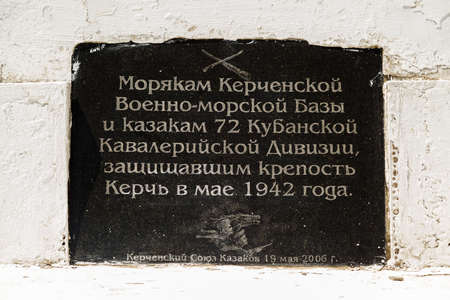 Морякам Керченской
Военно-морской Базы
и казакам 72 Кубанской
Кавалерийской Дивизии,
защищавшим крепость
Керчь в мае 1942 года.
Керченский Союз Казаков 19 мая 2006 г.